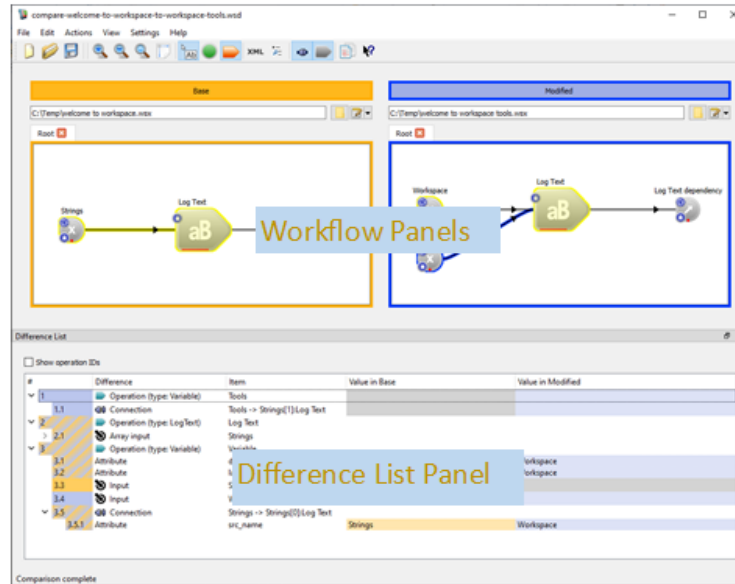 compare-welcome-to-workspace-to-workspace-tools.wsd
File Edit Actions View Settings Help
XML
Base
Modified
C:\Temp\welcome to workspace.wsx
C:\Temp\welcome to workspace tools.wsx
Root
Root
Strings
Log Text
aB
Workspace
Log Text
aB
Log Text dependency
Workflow Panels
Difference List
Show operation IDs
# Difference Item Value in Base Value in Modified
1 Operation (type: Variable) Tools
1.1 Connection Tools -> Strings[1]:Log Text
2 Operation (type: LogText) Log Text
2.1 Array input Strings
3 Operation (type: Variable) Variable
3.1 Attribute Workspace
3.2 Attribute Workspace
3.3 Input
3.4 Input
3.5 Connection Strings -> Strings[0]:Log Text
3.5.1 Attribute src_name Strings Workspace
Difference List Panel
Comparison complete